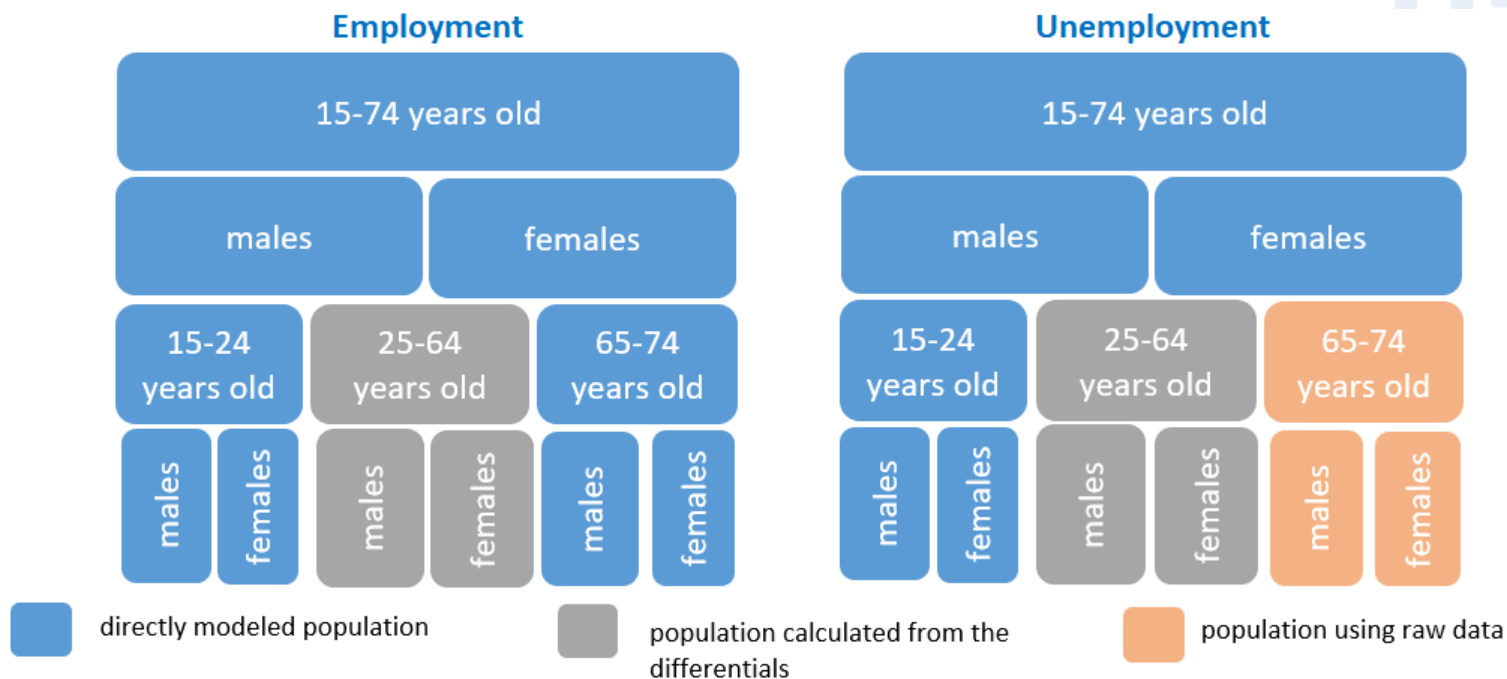 Employment
15-74 years old
males
females
15-24
years old
25-64
years old
65-74
years old
males
females
males
females
males
females
Unemployment
15-74 years old
males
females
15-24
years old
25-64
years old
65-74
years old
males
females
males
females
males
females
directly modeled population
population calculated from the
differentials
population using raw data